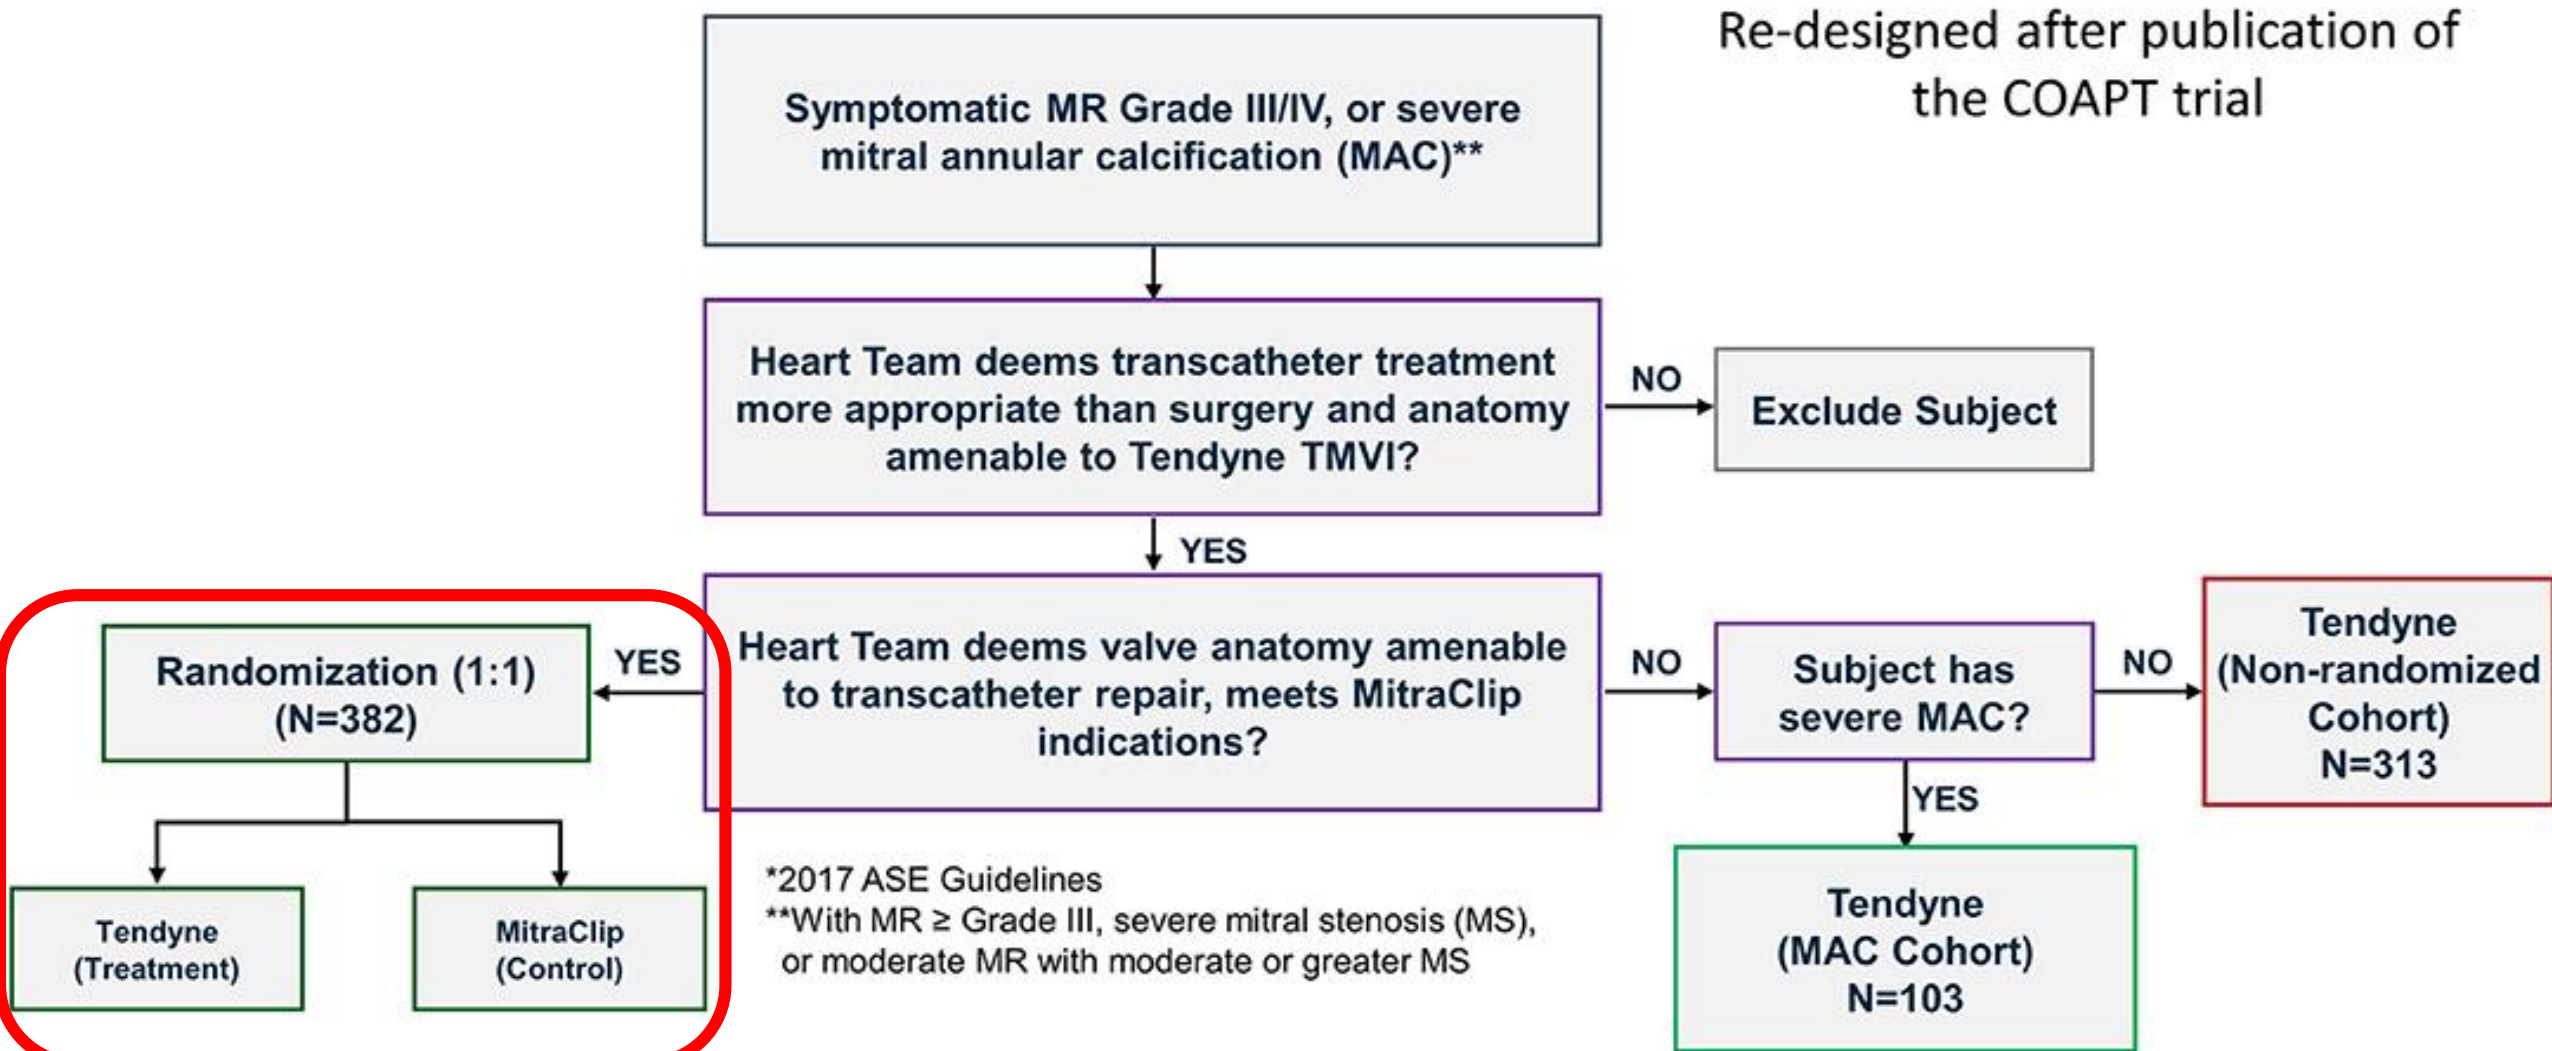 Re-designed after publication of
the COAPT trial
Symptomatic MR Grade III/IV, or severe
mitral annular calcification (MAC)**
Heart Team deems transcatheter treatment
more appropriate than surgery and anatomy
amenable to Tendyne TMVI?
NO
Exclude Subject
YES
Heart Team deems valve anatomy amenable
to transcatheter repair, meets MitraClip
indications?
YES
Randomization (1:1)
(N=382)
Tendyne
(Treatment)
MitraClip
(Control)
NO
Subject has
severe MAC?
NO
Tendyne
(Non-randomized
Cohort)
N=313
YES
Tendyne
(MAC Cohort)
N=103
*2017 ASE Guidelines
**With MR ≥ Grade III, severe mitral stenosis (MS),
or moderate MR with moderate or greater MS